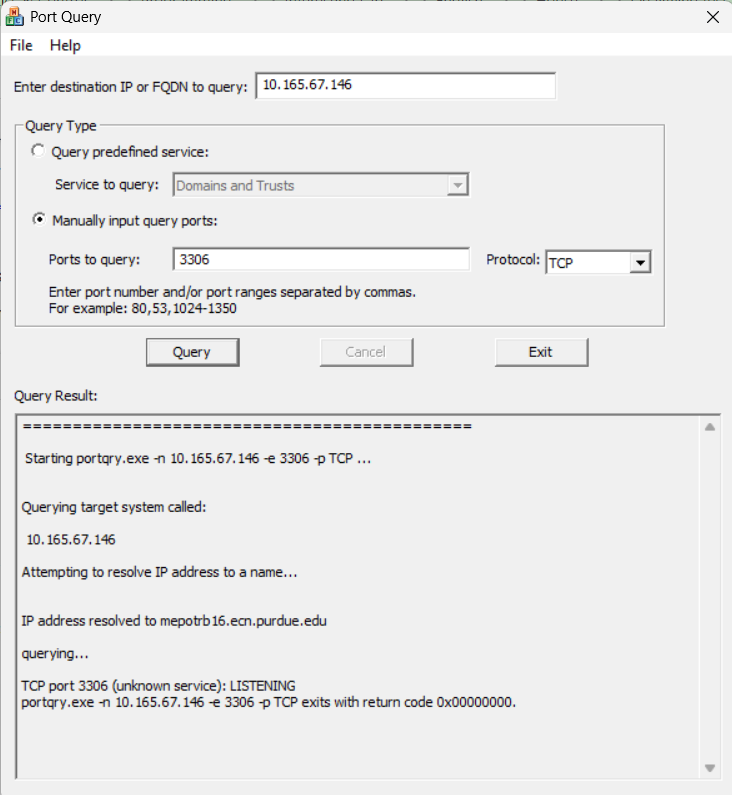 Port Query
File Help
Enter destination IP or FQDN to query: 10.165.67.146
Query Type
Query predefined service:
Service to query: Domains and Trusts
Manually input query ports:
Ports to query: 3306 Protocol: TCP
Enter port number and/or port ranges separated by commas.
For example: 80,53,1024-1350
Query Cancel Exit
Query Result:
=============================================
Starting portqry.exe -n 10.165.67.146 -e 3306 -p TCP ...
Querying target system called:
10.165.67.146
Attempting to resolve IP address to a name...
IP address resolved to mepotrb16.ecn.purdue.edu
querying...
TCP port 3306 (unknown service): LISTENING
portqry.exe -n 10.165.67.146 -e 3306 -p TCP exits with return code 0x00000000.